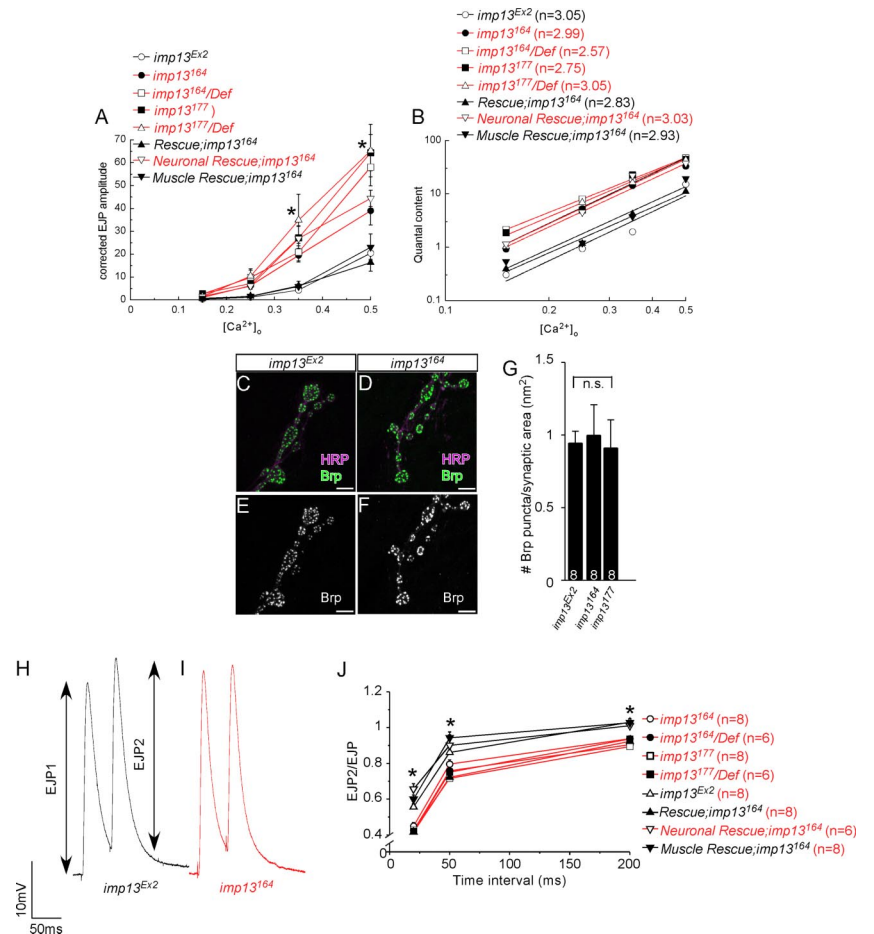 imp13Ex2
imp13164
imp13164/Def
imp13177 )
imp13177/Def
Rescue;imp13164
Neuronal Rescue;imp13164
Muscle Rescue;imp13164
A
corrected EJP amplitude
70
60
50
40
30
20
10
0
0 0.1 0.2 0.3 0.4 0.5
[Ca2+]o
*
*
imp13Ex2 (n=3.05)
imp13164 (n=2.99)
imp13164/Def (n=2.57)
imp13177 (n=2.75)
imp13177/Def (n=3.05)
Rescue;imp13164 (n=2.83)
Neuronal Rescue;imp13164 (n=3.03)
Muscle Rescue;imp13164 (n=2.93)
B
Quantal content
100
10
1
0.1
0.1 0.2 0.3 0.4 0.5
[Ca2+]o
imp13Ex2
imp13164
C
HRP
Brp
D
HRP
Brp
E
Brp
F
Brp
G
# Brp puncta/synaptic area (nm2)
1.5
1
0.5
0
n.s.
8 8 8
imp13Ex2
imp13164
imp13177
H
EJP1
EJP2
I
imp13Ex2
imp13164
10mV
50ms
J
EJP2/EJP
1.2
1
0.8
0.6
0.4
0
* * *
0 50 100 150 200
Time interval (ms)
imp13164 (n=8)
imp13164/Def (n=6)
imp13177 (n=8)
imp13177/Def (n=6)
imp13Ex2 (n=8)
Rescue;imp13164 (n=8)
Neuronal Rescue;imp13164 (n=6)
Muscle Rescue;imp13164 (n=8)